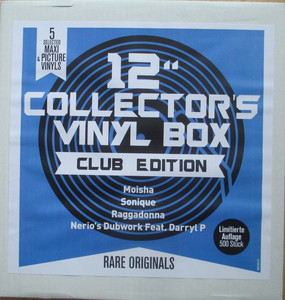 5
SELECTED
MAXI
& PICTURE
VINYLS
12"
COLLECTOR'S
VINYL BOX
CLUB EDITION
Moisha
Sonique
Raggadonna
Nerio's Dubwork Feat. Darryl P
Limitierte
Auflage
500 Stück
RARE ORIGINALS